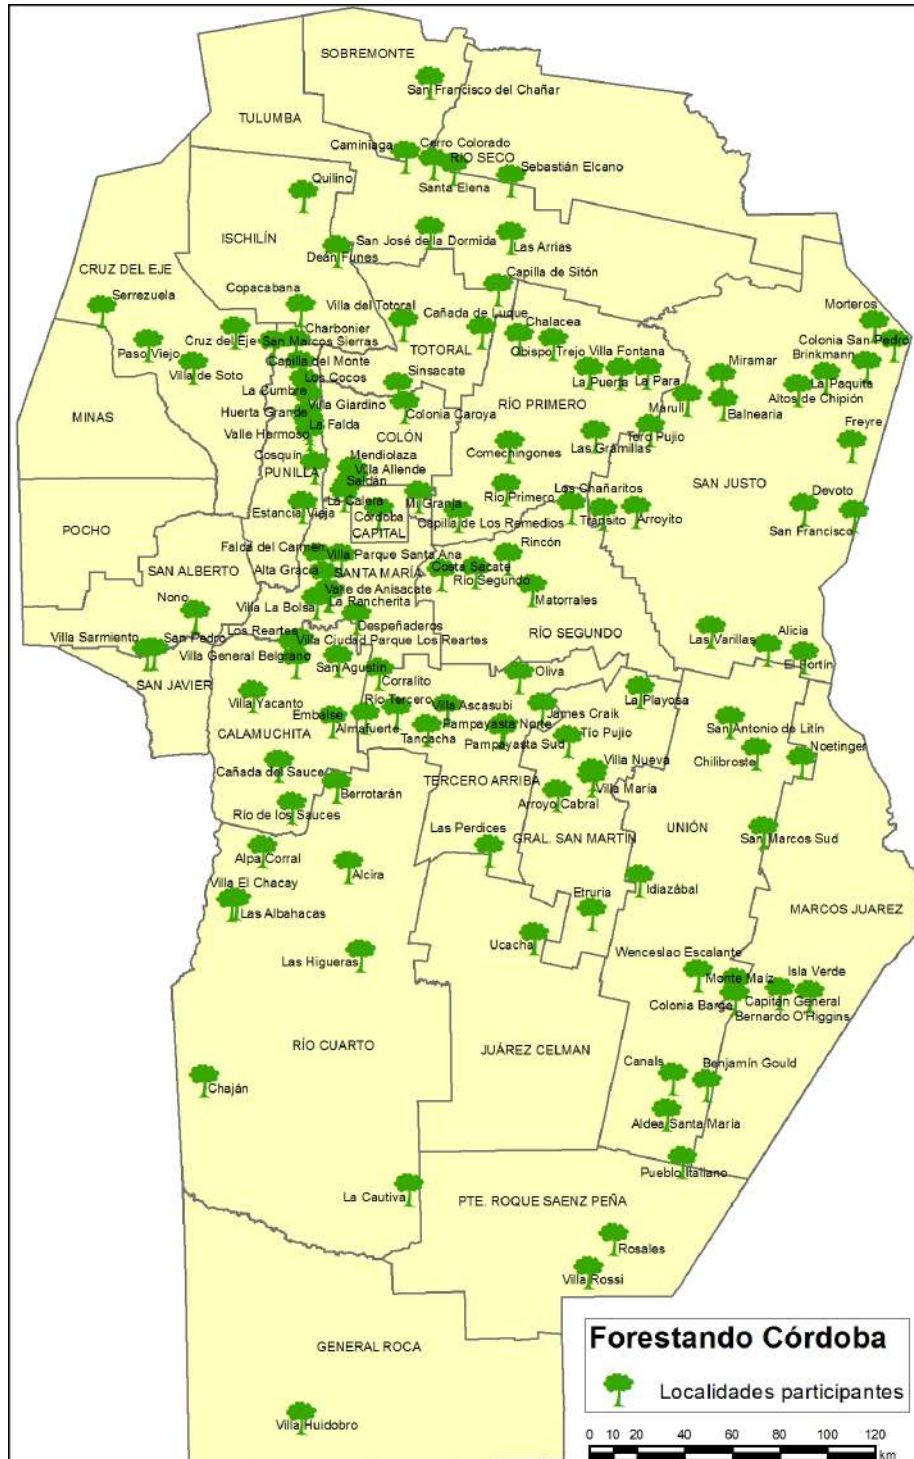 SOBREMONTE
San Francisco del Chañar
TULUMBA
Caminiaga
Cerro Colorado
RIO SECO
Sebastián Elcano
Santa Elena
Quilino
ISCHILÍN
San José de la Dormida
Las Arrias
Deán Funes
CRUZ DEL EJE
Capilla de Sitón
Serrezuela
Copacabana
Villa del Totoral
Cañada de Luque
Morteros
Charbonier
Chalacea
Colonia San Pedro
Paso Viejo
Cruz del Eje
San Marcos Sierras
TOTORAL
Obispo Trejo
Villa Fontana
Brinkmann
Villa de Soto
Capilla del Monte
Sinsacate
La Puerta
La Para
Miramar
La Paquita
Los Cocos
La Cumbre
Altos de Chipión
MINAS
Villa Giardino
RÍO PRIMERO
Marull
Balnearia
Huerta Grande
La Falda
Colonia Caroya
Freyre
Valle Hermoso
COLÓN
Las Gramillas
Tero Pujio
Cosquín
Mendiolaza
Comechingones
PUNILLA
Villa Allende
Saldán
SAN JUSTO
La Calera
Mi Granja
Río Primero
Los Chañaritos
Devoto
Estancia Vieja
Córdoba
CAPITAL
Capilla de Los Remedios
Tránsito
Arroyito
San Francisco
POCHO
Falda del Carmen
Villa Parque Santa Ana
Rincón
SAN ALBERTO
Alta Gracia
SANTA MARÍA
Costa Sacate
Río Segundo
Nono
Valle de Anisacate
Matorrales
Villa La Bolsa
La Rancherita
Despeñaderos
Villa Sarmiento
San Pedro
Los Reartes
Villa Ciudad Parque Los Reartes
RÍO SEGUNDO
Las Varillas
Alicia
Villa General Belgrano
El Fortín
SAN JAVIER
San Agustín
Corralito
Oliva
Villa Yacanto
Río Tercero
Villa Ascasubi
La Playosa
Embalse
James Craik
CALAMUCHITA
Almafuerte
Tancacha
Pampayasta Norte
Pampayasta Sud
Tío Pujio
San Antonio de Litín
Noetinger
Cañada del Sauce
Villa Nueva
Chilibroste
Berrotarán
TERCERO ARRIBA
Villa María
Río de los Sauces
Arroyo Cabral
Las Perdices
GRAL. SAN MARTÍN
UNIÓN
San Marcos Sud
Alpa Corral
Alcira
Villa El Chacay
Idiazábal
Las Albahacas
Etruria
MARCOS JUAREZ
Ucacha
Las Higueras
Wenceslao Escalante
Monte Maíz
Isla Verde
Colonia Barge
Capitán General
Bernardo O'Higgins
RÍO CUARTO
JUÁREZ CELMAN
Canals
Benjamín Gould
Chaján
Aldea Santa María
Pueblo Italiano
La Cautiva
PTE. ROQUE SAENZ PEÑA
Rosales
Villa Rossi
GENERAL ROCA
Villa Huidobro
Forestando Córdoba
Localidades participantes
0 10 20 40 60 80 100 120
km